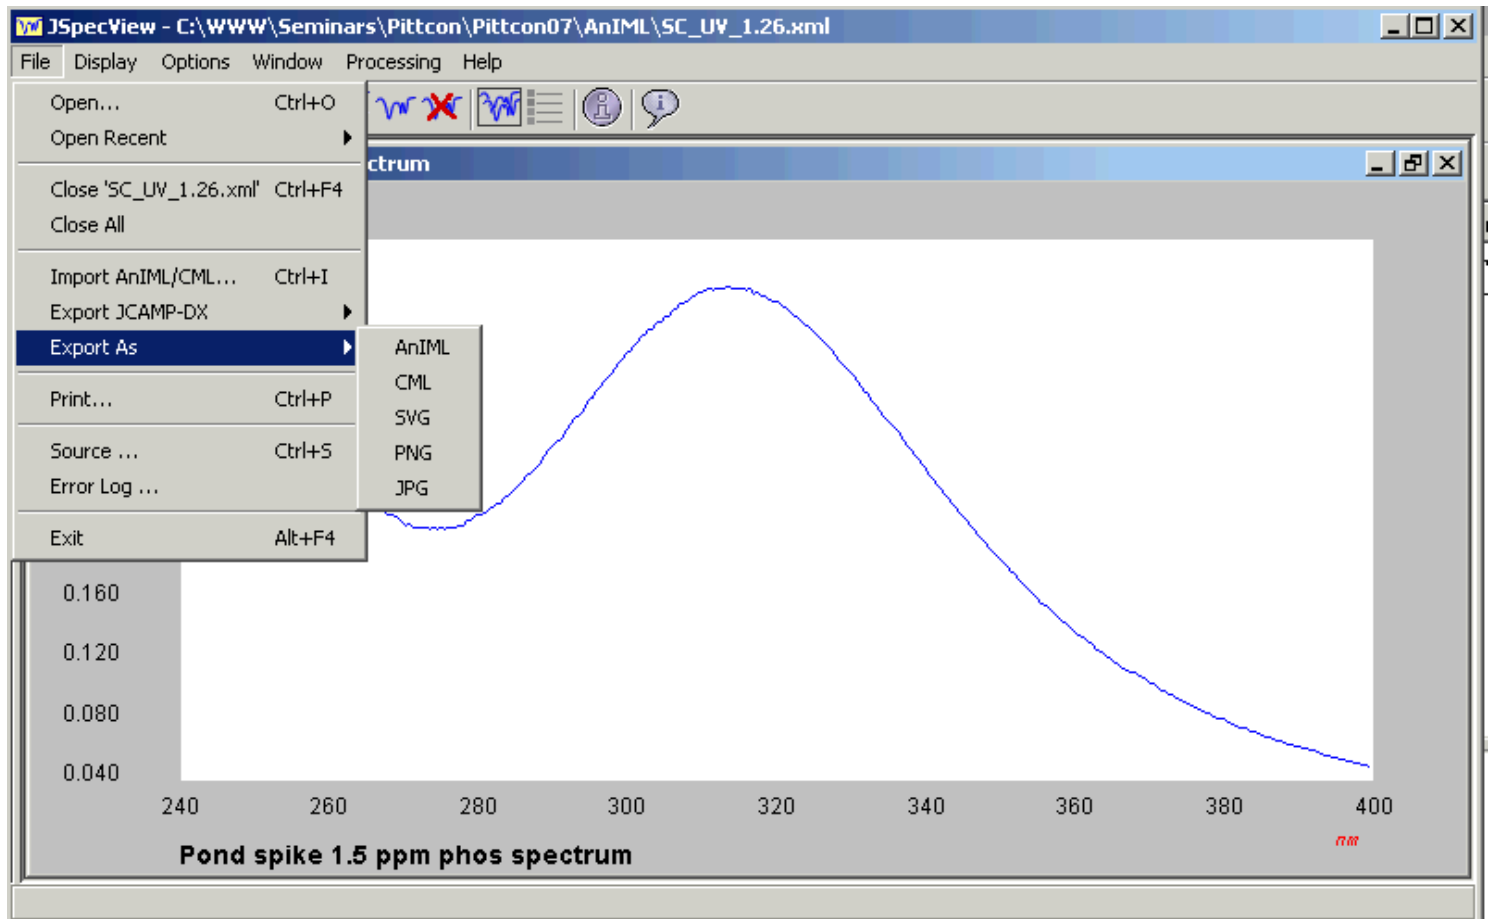 JSpecView - C:\WWW\Seminars\Pittcon\Pittcon07\AnIML\SC_UV_1.26.xml
File Display Options Window Processing Help
Open... Ctrl+O
Open Recent
ctrum
Close 'SC_UV_1.26.xml' Ctrl+F4
Close All
Import AnIML/CML... Ctrl+I
Export JCAMP-DX
Export As
AnIML
CML
SVG
PNG
JPG
Print... Ctrl+P
Source ... Ctrl+S
Error Log ...
Exit Alt+F4
0.160
0.120
0.080
0.040
240 260 280 300 320 340 360 380 400
nm
Pond spike 1.5 ppm phos spectrum